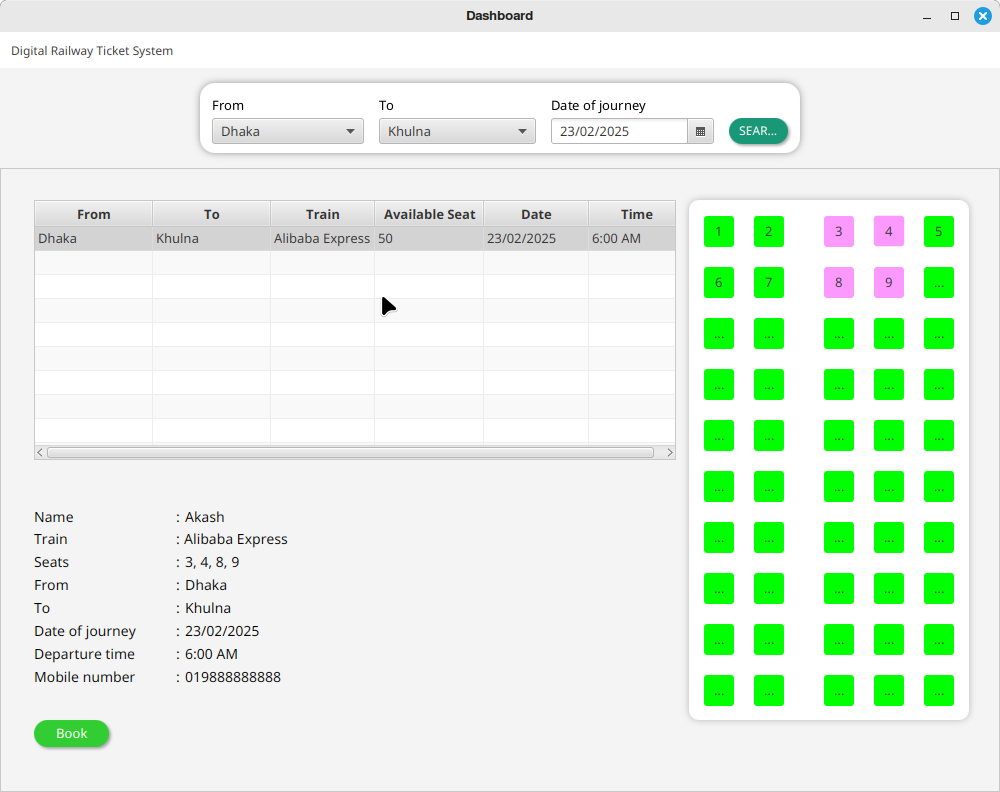 Dashboard
Digital Railway Ticket System
From To Date of journey
Dhaka Khulna 23/02/2025 SEAR...
From To Train Available Seat Date Time
Dhaka Khulna Alibaba Express 50 23/02/2025 6:00 AM
1 2 3 4 5
6 7 8 9 ...
... ... ... ... ...
... ... ... ... ...
... ... ... ... ...
... ... ... ... ...
... ... ... ... ...
... ... ... ... ...
... ... ... ... ...
... ... ... ... ...
Name : Akash
Train : Alibaba Express
Seats : 3, 4, 8, 9
From : Dhaka
To : Khulna
Date of journey : 23/02/2025
Departure time : 6:00 AM
Mobile number : 019888888888
Book